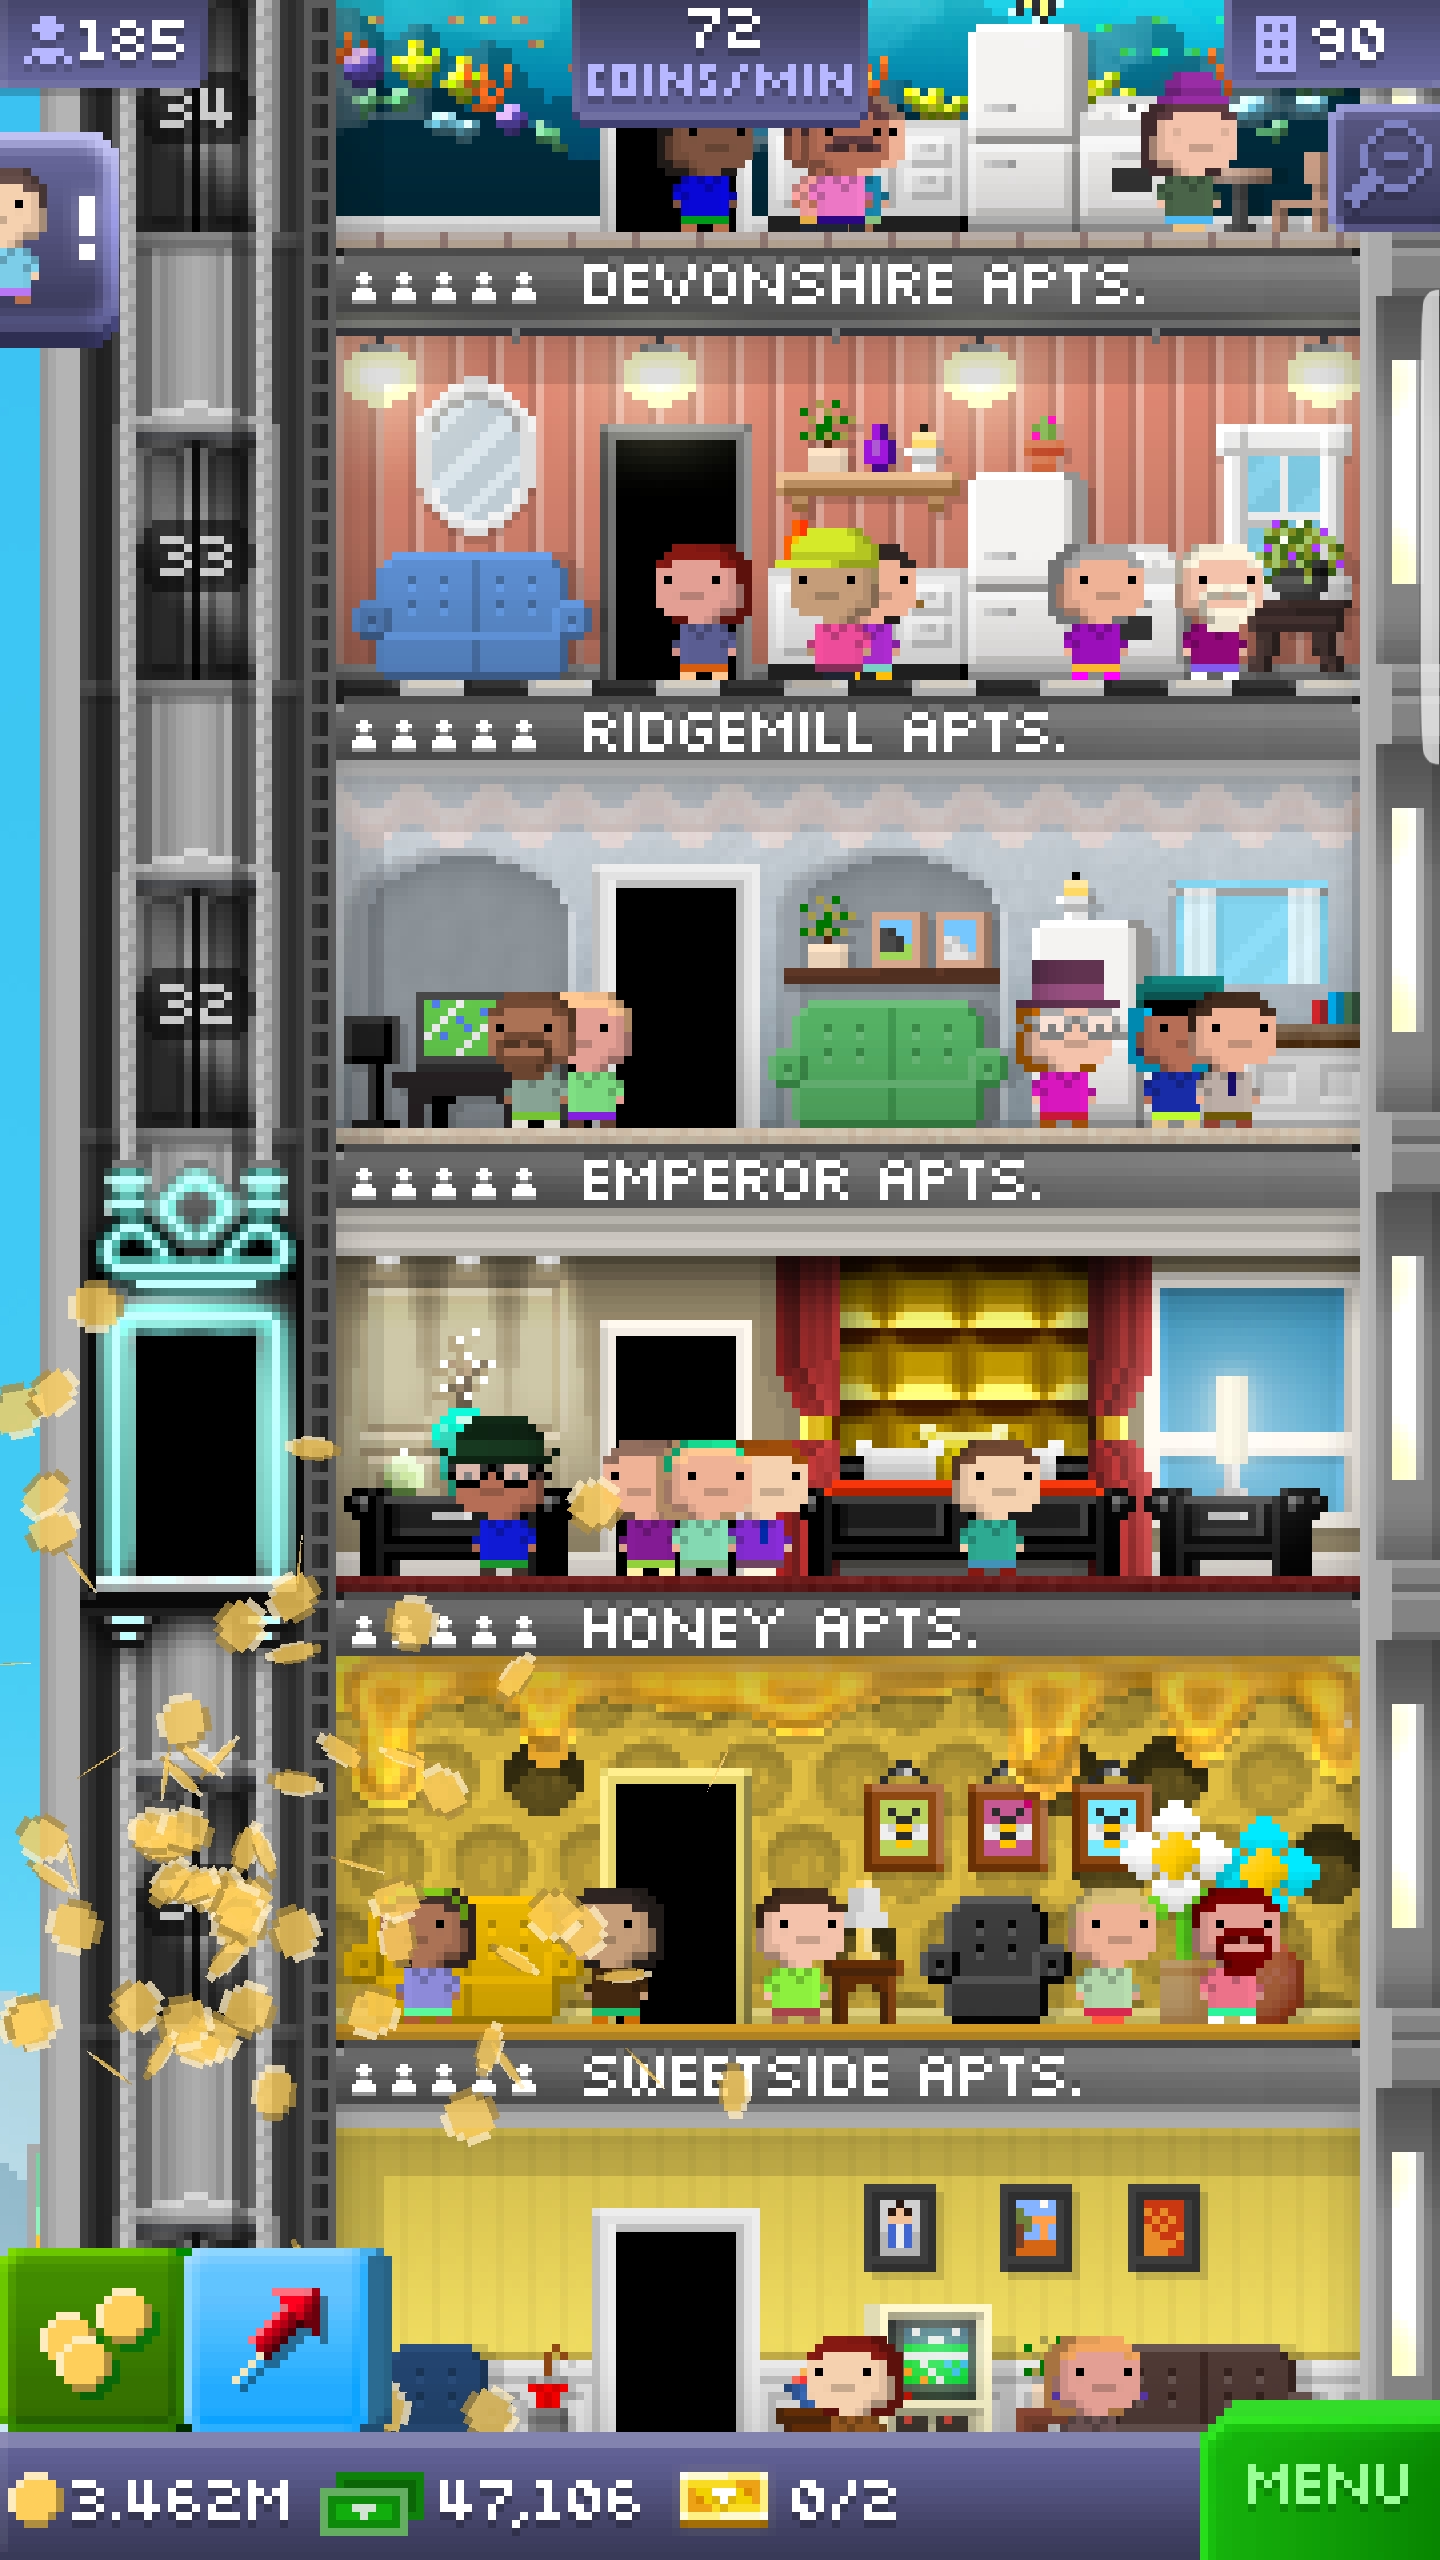 185
72
COINS/MIN
90
34
!
DEVONSHIRE APTS.
33
RIDGEMILL APTS.
32
EMPEROR APTS.
HONEY APTS.
SWEETSIDE APTS.
3.462M
47,106
0/2
MENU